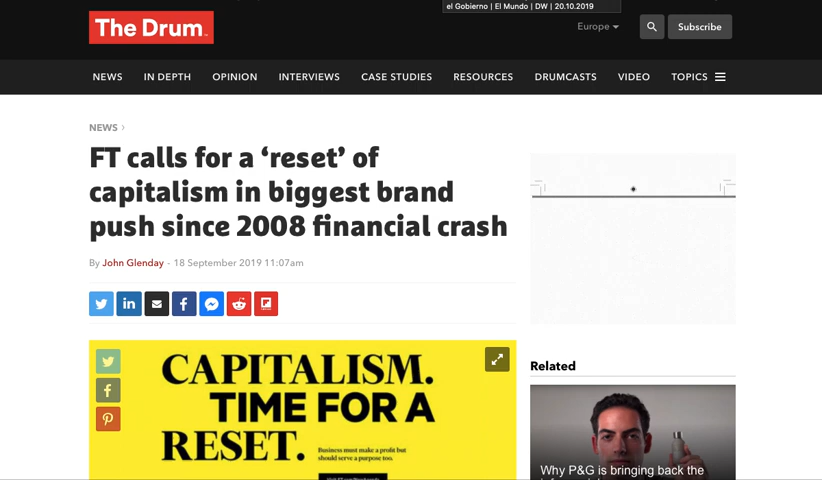 el Gobierno | El Mundo | DW | 20.10.2019
The Drum
Europe
Subscribe
NEWS IN DEPTH OPINION INTERVIEWS CASE STUDIES RESOURCES DRUMCASTS VIDEO TOPICS
NEWS
FT calls for a ‘reset’ of
capitalism in biggest brand
push since 2008 financial crash
By John Glenday - 18 September 2019 11:07am
CAPITALISM.
TIME FOR A
RESET.
Business must make a profit but
should serve a purpose too.
Related
Why P&G is bringing back the